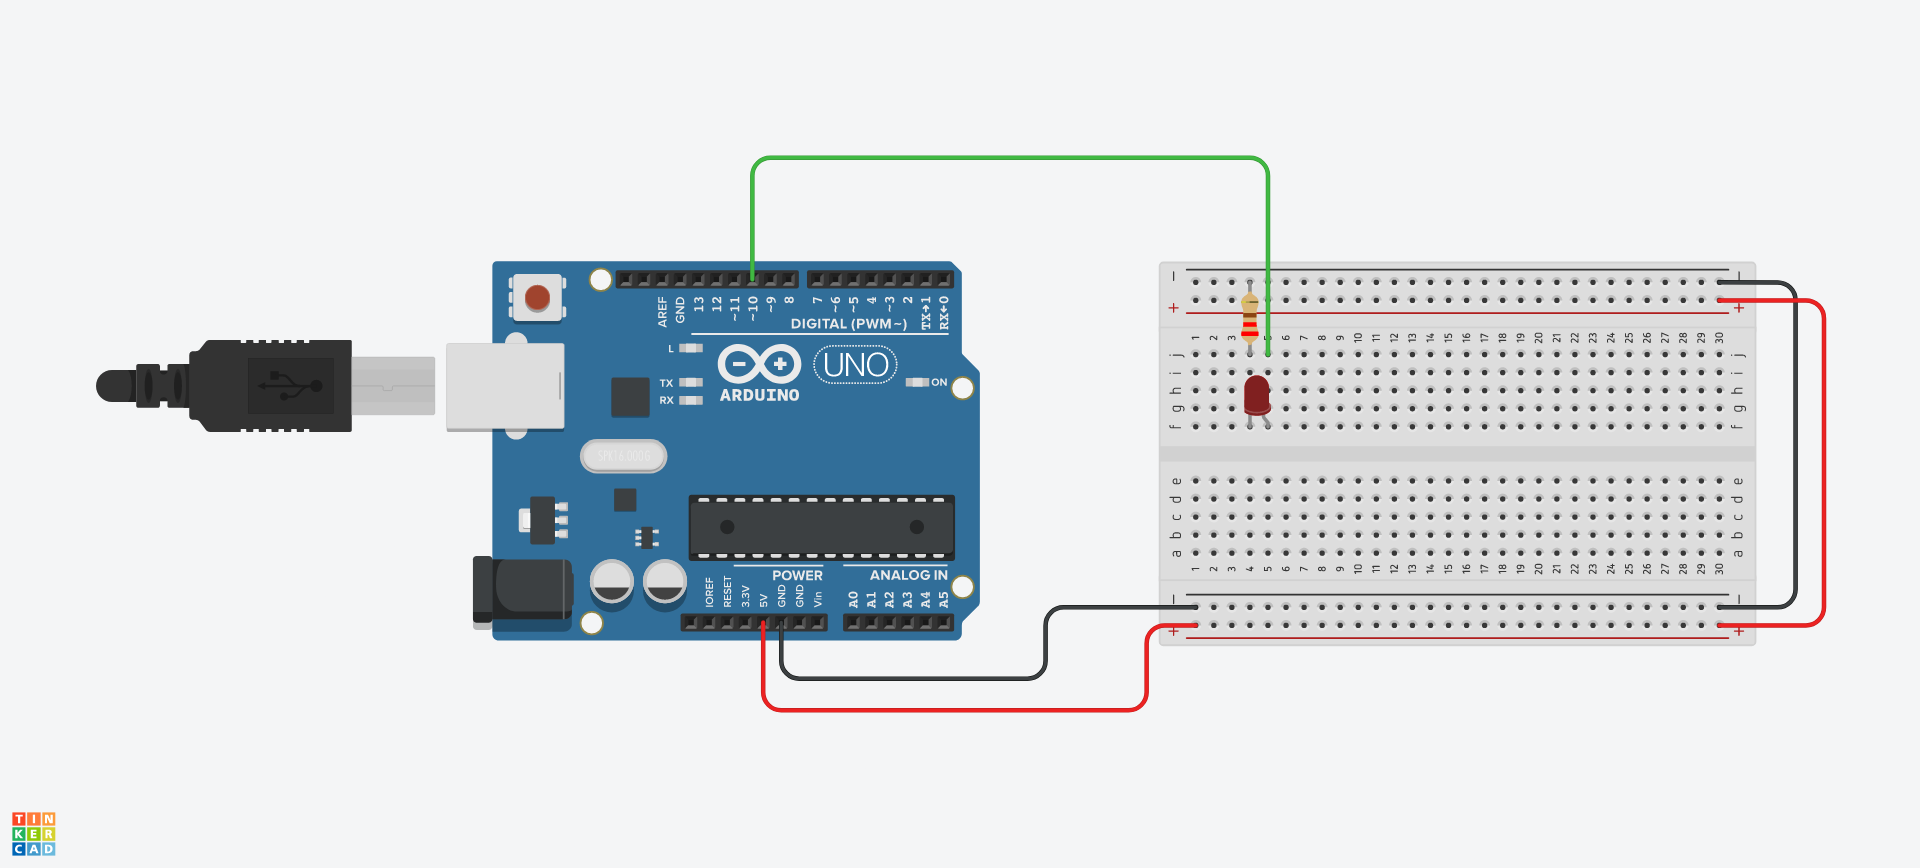 AREF
GND
13
12
~11
~10
~9
8
7
~6
~5
4
~3
2
TX→1
RX←0
DIGITAL (PWM~)
L
TX
RX
ARDUINO
UNO
ON
SPK16.000G
POWER
ANALOG IN
IOREF
RESET
3.3V
5V
GND
GND
Vin
A0
A1
A2
A3
A4
A5
− −
+ +
1 2 3 6 7 8 9 10 11 12 13 14 15 16 17 18 19 20 21 22 23 24 25 26 27 28 29 30
j j
i i
h h
g g
f f
e e
d d
c c
b b
a a
1 2 3 4 5 6 7 8 9 10 11 12 13 14 15 16 17 18 19 20 21 22 23 24 25 26 27 28 29 30
− −
+ +
TIN
KER
CAD